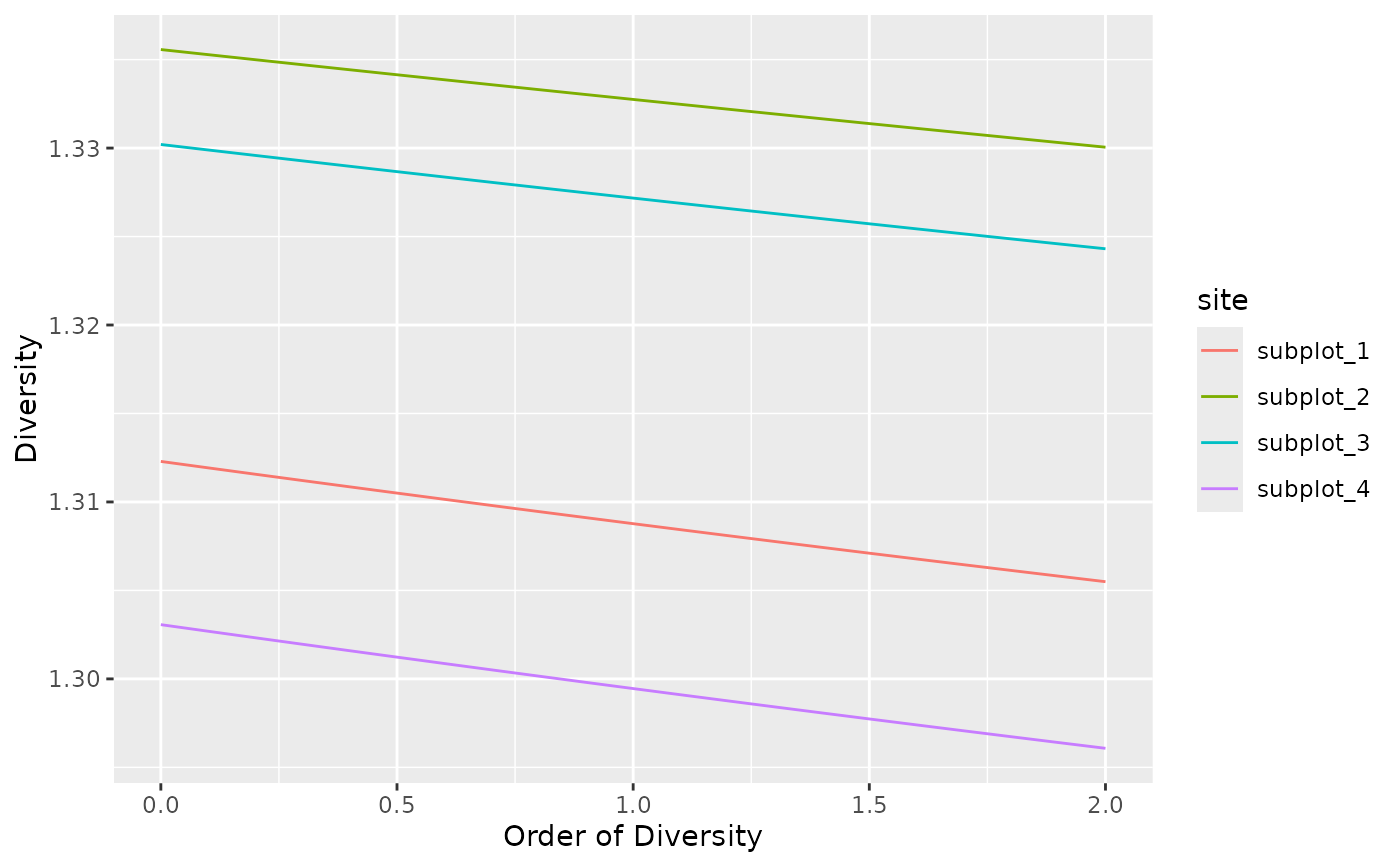 Diversity
1.33
1.32
1.31
1.30
0.0 0.5 1.0 1.5 2.0
Order of Diversity
site
subplot_1
subplot_2
subplot_3
subplot_4